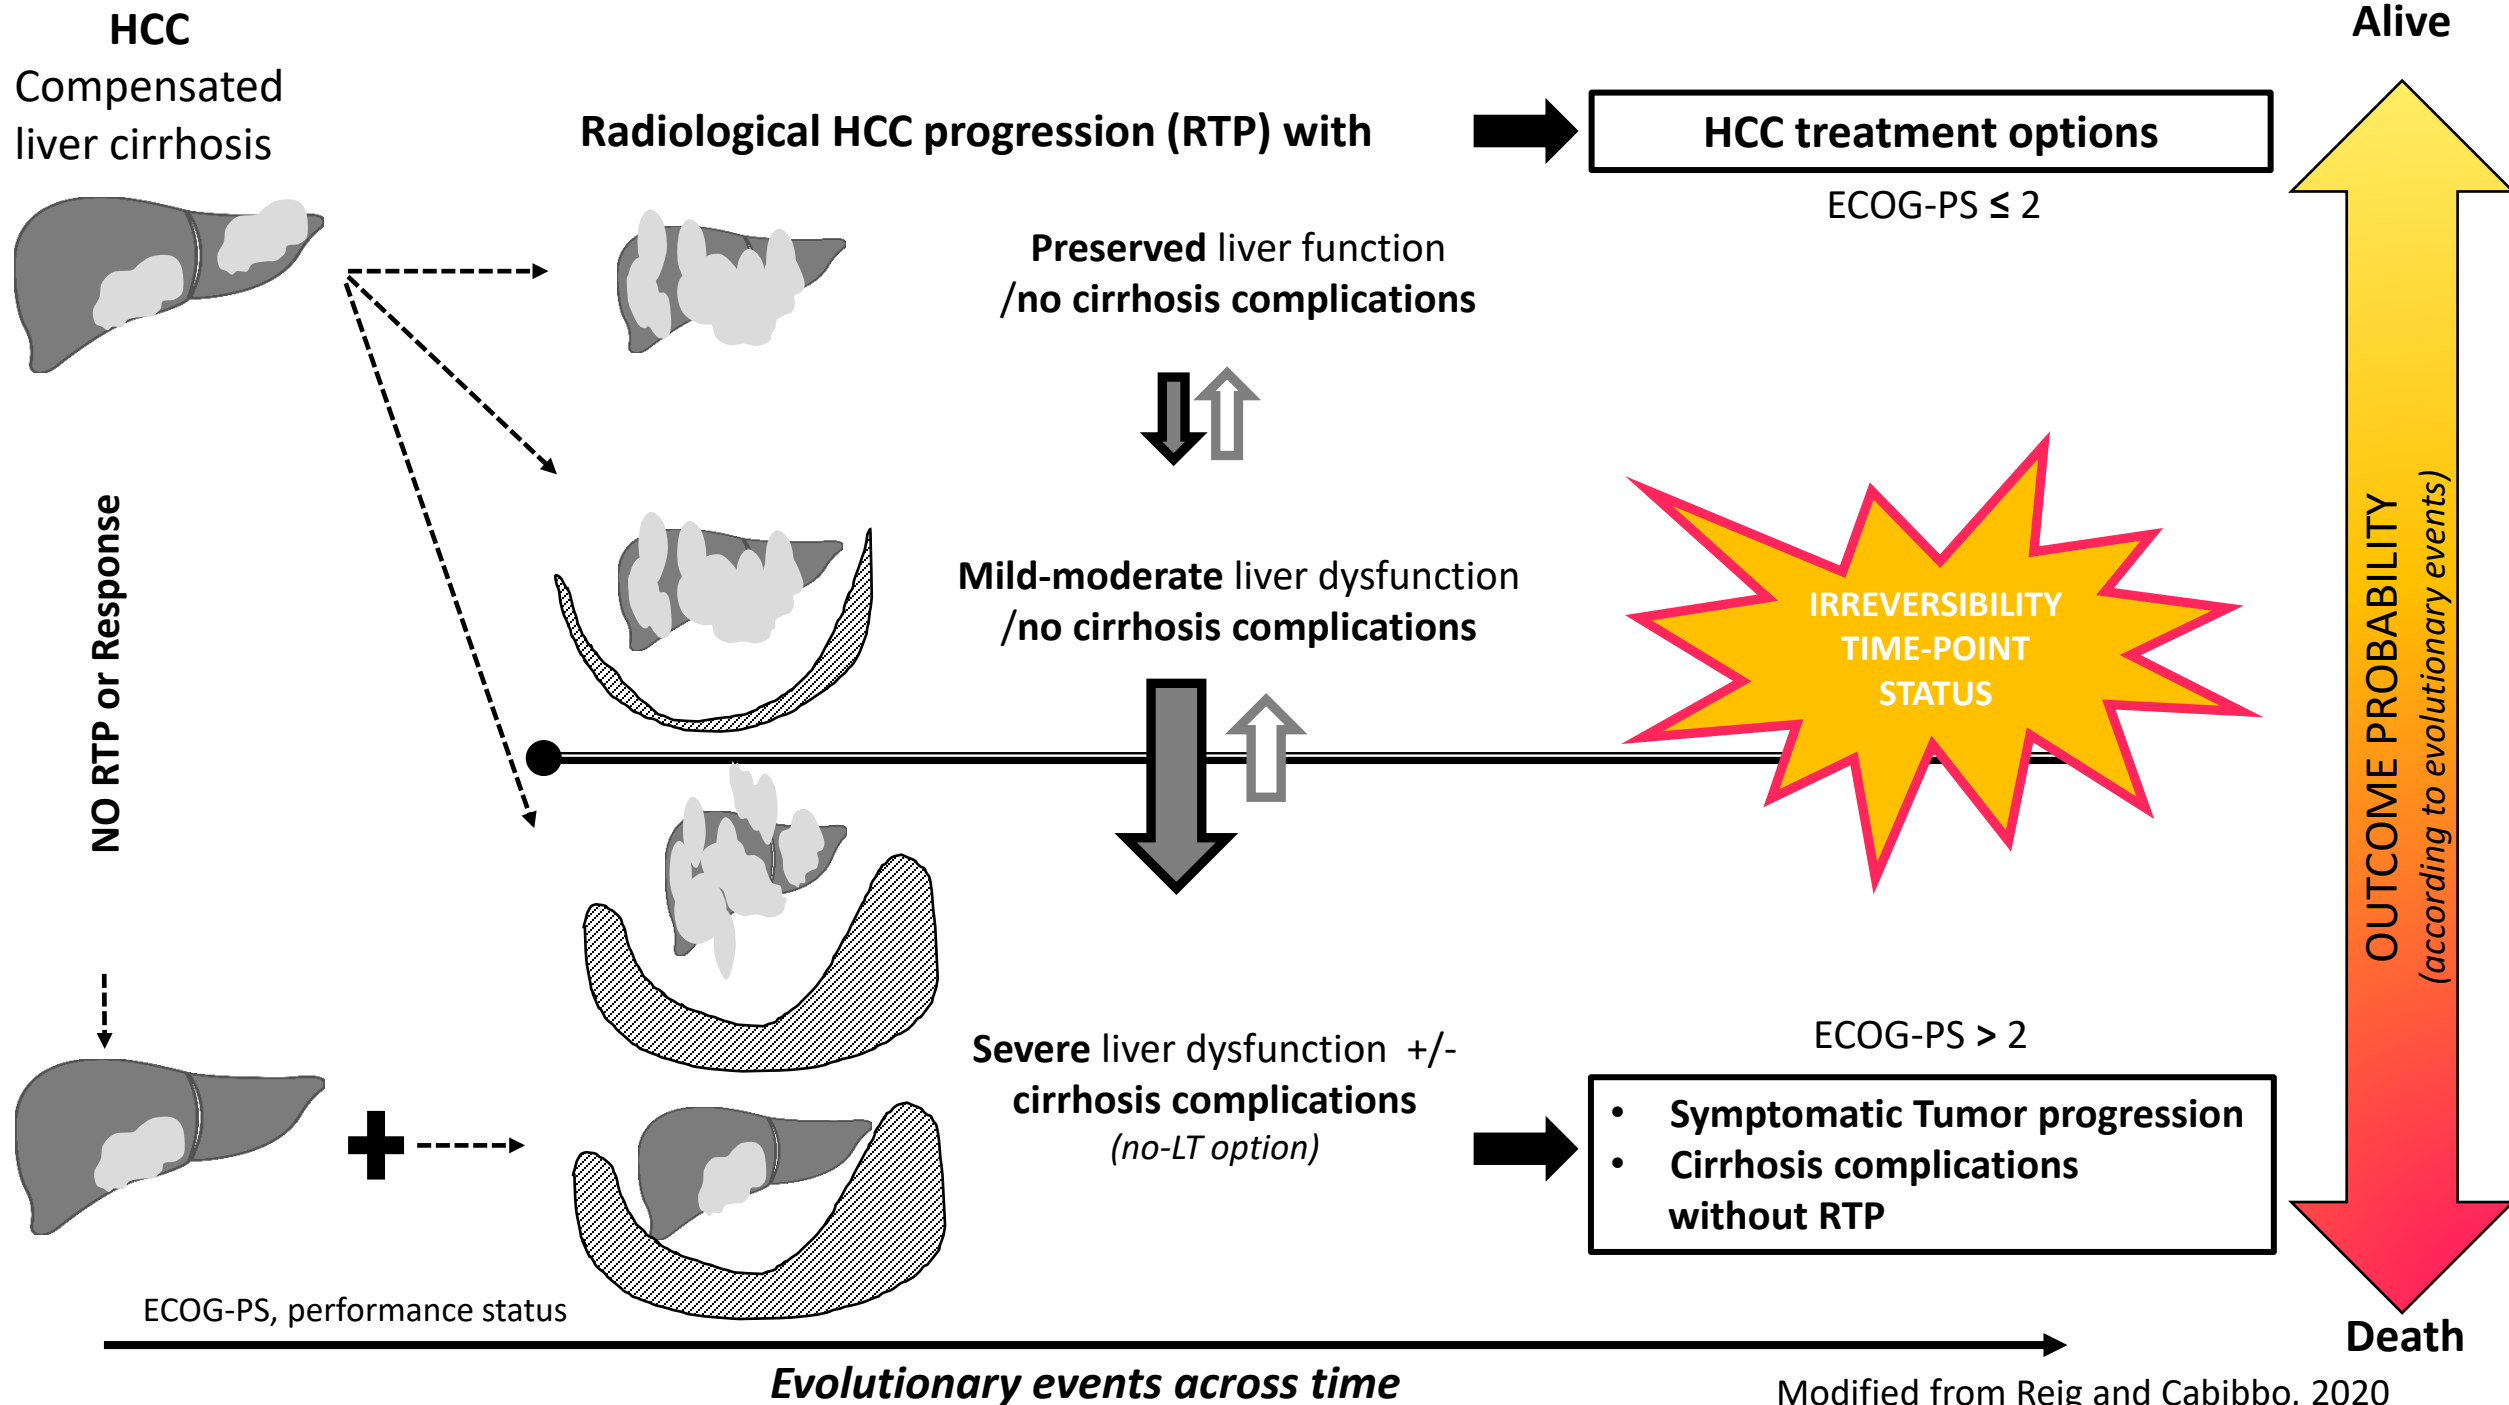 HCC
Compensated
liver cirrhosis
Radiological HCC progression (RTP) with
HCC treatment options
ECOG-PS ≤ 2
Alive
Preserved liver function
/no cirrhosis complications
Mild-moderate liver dysfunction
/no cirrhosis complications
IRREVERSIBILITY
TIME-POINT
STATUS
NO RTP or Response
OUTCOME PROBABILITY
(according to evolutionary events)
Severe liver dysfunction +/-
cirrhosis complications
(no-LT option)
ECOG-PS > 2
• Symptomatic Tumor progression
• Cirrhosis complications
without RTP
ECOG-PS, performance status
Death
Evolutionary events across time
Modified from Reig and Cabibbo, 2020